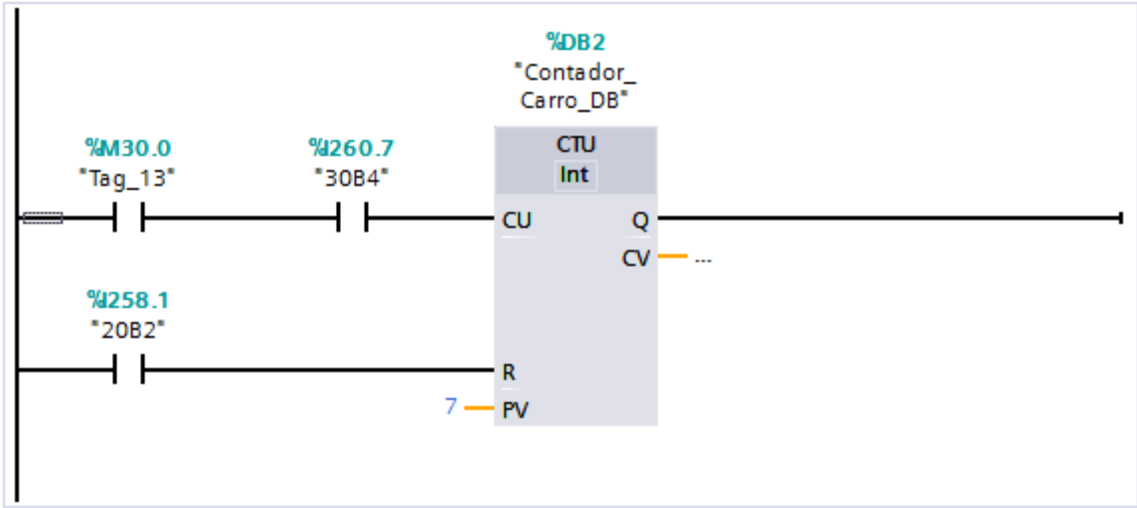 %DB2
"Contador_
Carro_DB"
%M30.0
"Tag_13"
%I260.7
"30B4"
CTU
Int
CU
Q
CV
...
%I258.1
"20B2"
R
7
PV